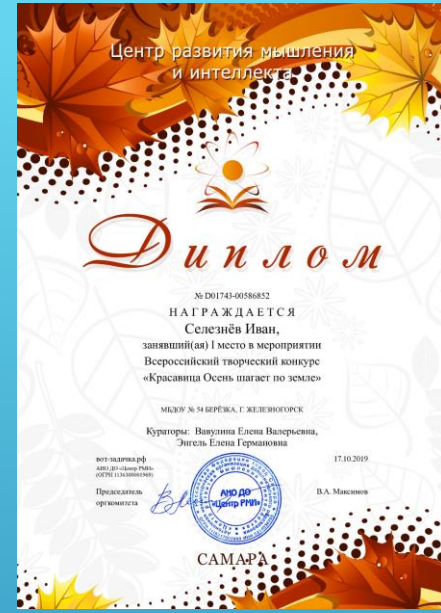 Центр развития мышления
и интеллекта
Диплом
№ D01743-00586852
НАГРАЖДАЕТСЯ
Селезнёв Иван,
занявший(ая) I место в мероприятии
Всероссийский творческий конкурс
«Красавица Осень шагает по земле»
МБДОУ № 54 БЕРЁЗКА, Г. ЖЕЛЕЗНОГОРСК
Кураторы: Вавулина Елена Валерьевна,
Энгель Елена Германовна
вот-задачка.рф
17.10.2019
АНО ДО «Центр РМИ»
Председатель
оргкомитета
АНО ДО
«Центр РМИ»
В.А. Максимов
САМАРА